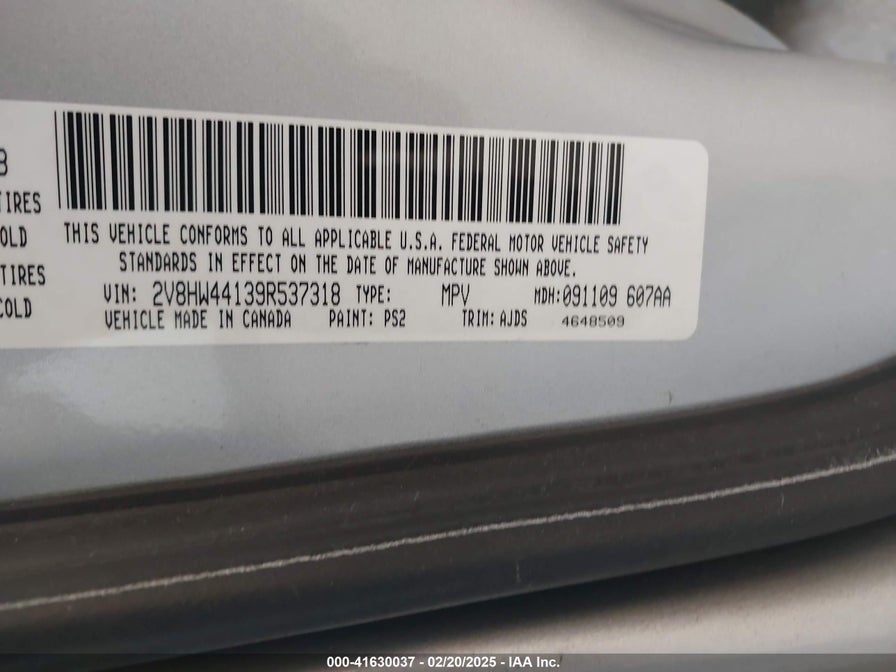 8
TIRES
COLD
TIRES
COLD
THIS VEHICLE CONFORMS TO ALL APPLICABLE U.S.A. FEDERAL MOTOR VEHICLE SAFETY
STANDARDS IN EFFECT ON THE DATE OF MANUFACTURE SHOWN ABOVE.
VIN: 2V8HW44139R537318 TYPE: MPV MDH:091109 607AA
VEHICLE MADE IN CANADA PAINT: PS2 TRIM: AJDS 4648509
000-41630037 - 02/20/2025 - IAA Inc.